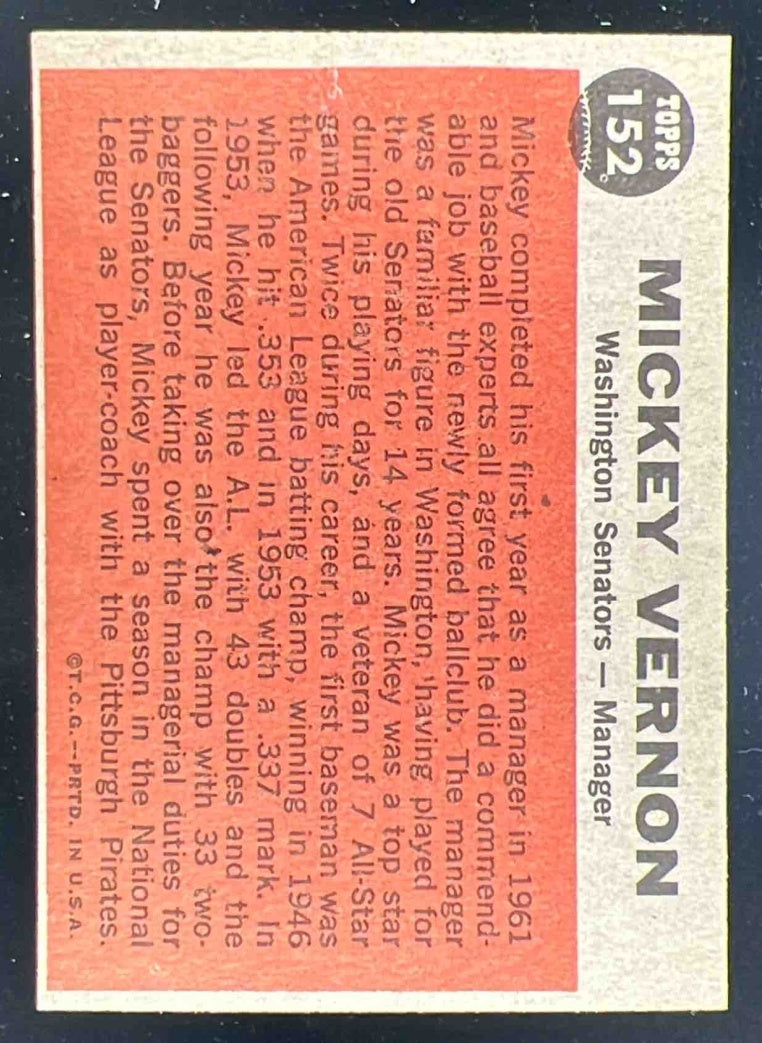 TOPPS
152
MICKEY VERNON
Washington Senators — Manager
Mickey completed his first year as a manager in 1961
and baseball experts all agree that he did a commend-
able job with the newly formed ballclub. The manager
was a familiar figure in Washington, having played for
the old Senators for 14 years. Mickey was a top star
during his playing days, and a veteran of 7 All-Star
games. Twice during his career, the first baseman was
the American League batting champ, winning in 1946
when he hit .353 and in 1953 with a .337 mark. In
1953, Mickey led the A.L. with 43 doubles and the
following year he was also the champ with 33 two-
baggers. Before taking over the managerial duties for
the Senators, Mickey spent a season in the National
League as player-coach with the Pittsburgh Pirates.
©T.C.G.—PRTD. IN U.S.A.